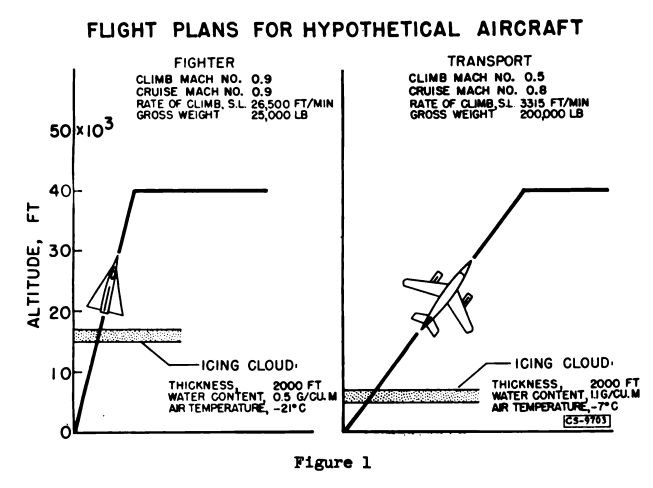 FLIGHT PLANS FOR HYPOTHETICAL AIRCRAFT
FIGHTER
CLIMB MACH NO. 0.9
CRUISE MACH NO. 0.9
RATE OF CLIMB, S.L. 26,500 FT/MIN
GROSS WEIGHT 25,000 LB
TRANSPORT
CLIMB MACH NO. 0.5
CRUISE MACH NO. 0.8
RATE OF CLIMB, S.L. 3315 FT/MIN
GROSS WEIGHT 200,000 LB
50 x 10³
40
30
20
10
0
ALTITUDE, FT
ICING CLOUD:
THICKNESS, 2000 FT
WATER CONTENT, 0.5 G/CU.M
AIR TEMPERATURE, -21°C
ICING CLOUD:
THICKNESS, 2000 FT
WATER CONTENT, 1.1 G/CU.M
AIR TEMPERATURE, -7°C
CS-9703
Figure 1